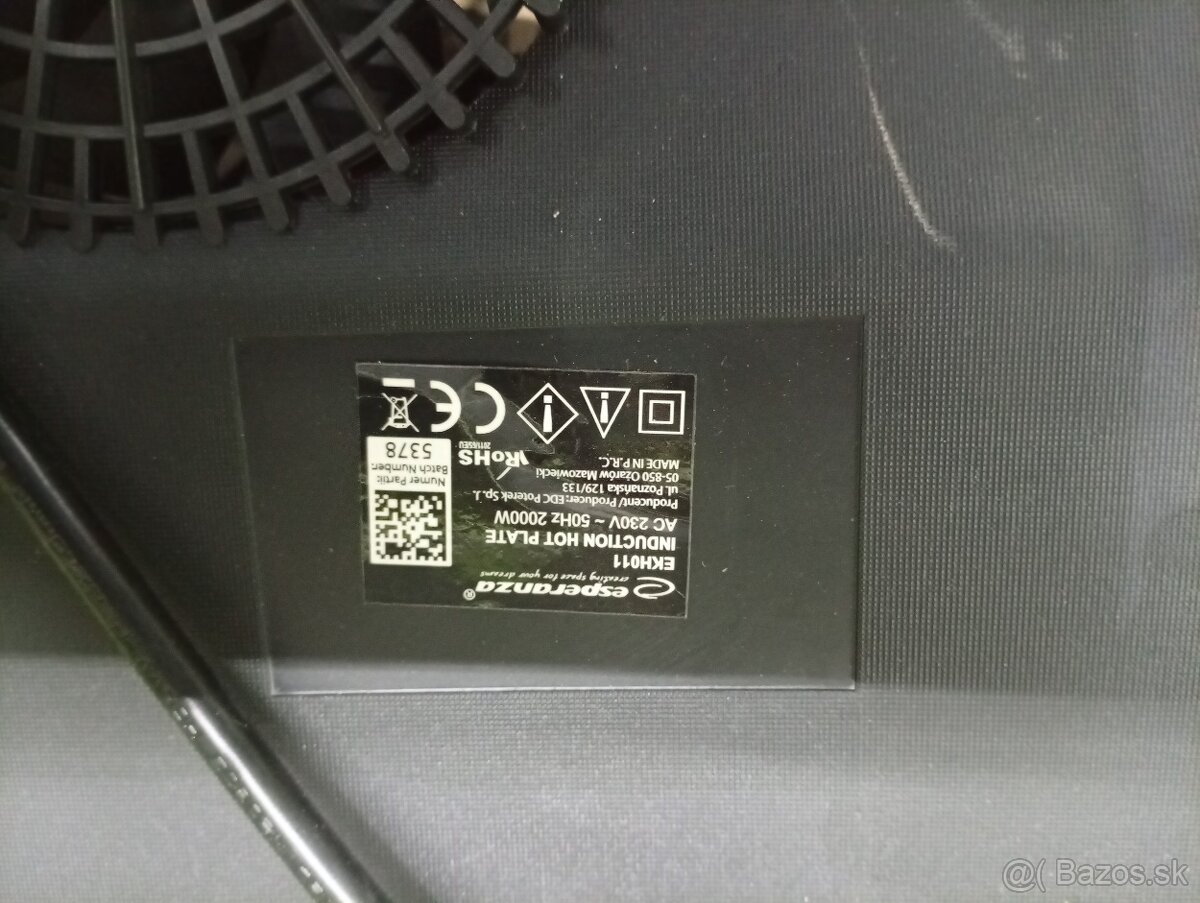 esperanza®
creating space for your dreams
EKH011
INDUCTION HOT PLATE
AC 230V ~ 50Hz 2000W
Producent/ Producer: EDC Poterek Sp. J.
ul. Poznańska 129/133
05-850 Ożarów Mazowiecki
MADE IN P.R.C.
RoHS
2011/65EU
CE
Numer Partii:
Batch Number:
5378
@( Bazos.sk